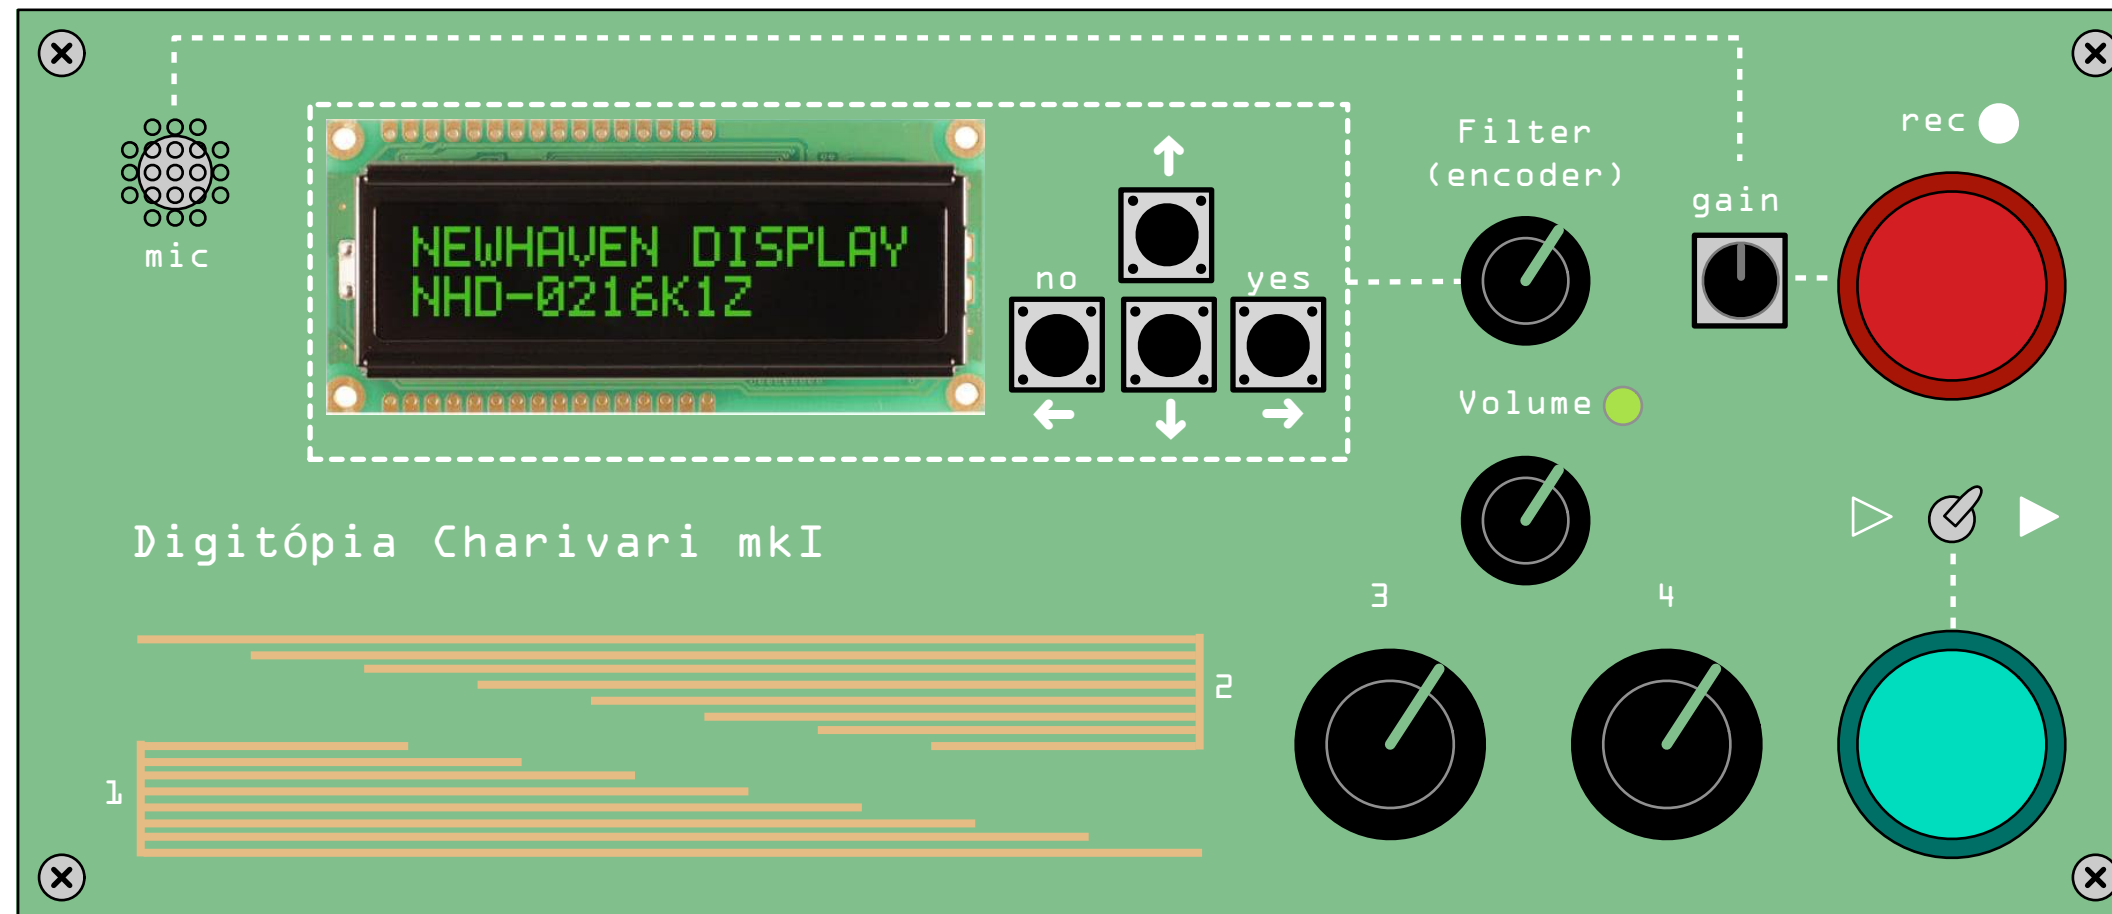 mic
NEWHAVEN DISPLAY
NHD-0216K1Z
no
yes
Filter
(encoder)
gain
rec
Volume
Digitópia Charivari mkI
3
4
2
1